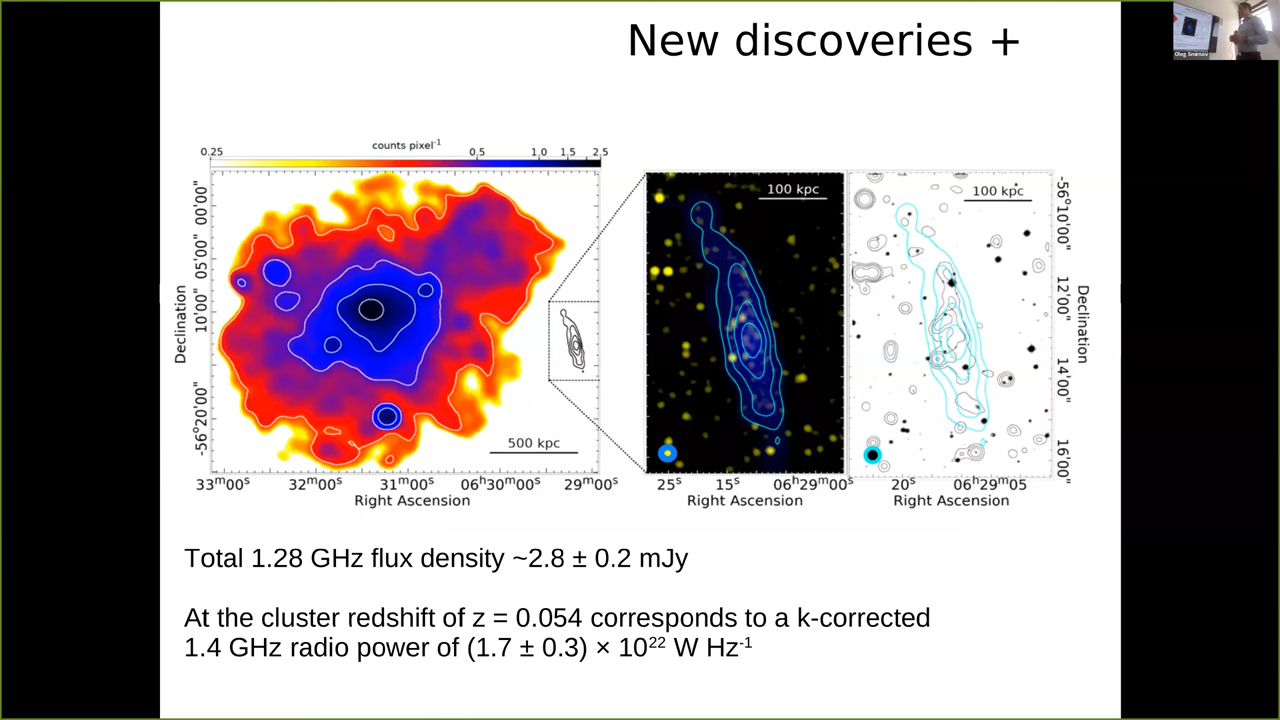 New discoveries +
counts pixel⁻¹
0.25 0.5 1.0 1.5 2.5
Declination
00'00"
05'00"
10'00"
-56°20'00"
500 kpc
33ᵐ00ˢ 32ᵐ00ˢ 31ᵐ00ˢ 06ʰ30ᵐ00ˢ 29ᵐ00ˢ
Right Ascension
100 kpc
25ˢ 15ˢ 06ʰ29ᵐ00ˢ
Right Ascension
100 kpc
20ˢ 06ʰ29ᵐ05
Right Ascension
-56°10'00"
12'00"
14'00"
16'00"
Declination
Total 1.28 GHz flux density ~2.8 ± 0.2 mJy
At the cluster redshift of z = 0.054 corresponds to a k-corrected
1.4 GHz radio power of (1.7 ± 0.3) × 10²² W Hz⁻¹
Oleg Smirnov